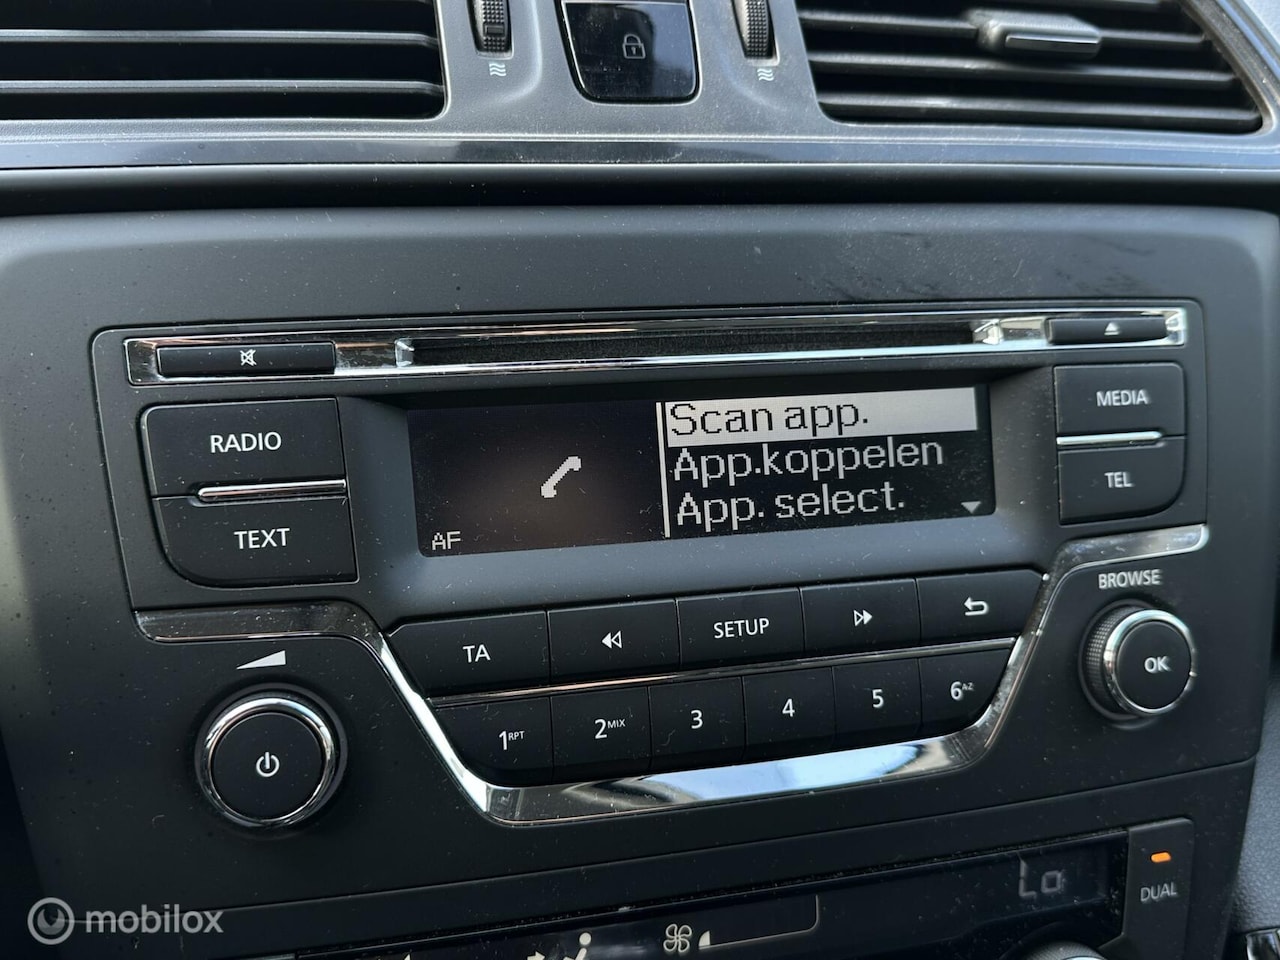 RADIO
TEXT
AF
Scan app.
App.koppelen
App. select.
MEDIA
TEL
BROWSE
OK
TA
SETUP
1RPT
2MIX
3
4
5
6A-Z
Lo
DUAL
mobilox